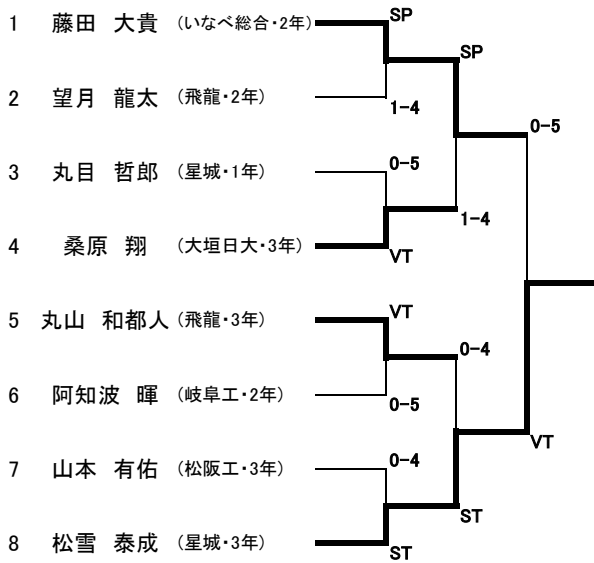 1 藤田 大貴 (いなべ総合・2年) SP
SP
2 望月 龍太 (飛龍・2年) 1-4
0-5
3 丸目 哲郎 (星城・1年) 0-5
1-4
4 桑原 翔 (大垣日大・3年) VT
5 丸山 和都人 (飛龍・3年) VT
0-4
6 阿知波 暉 (岐阜工・2年) 0-5
VT
7 山本 有佑 (松阪工・3年) 0-4
ST
8 松雪 泰成 (星城・3年) ST